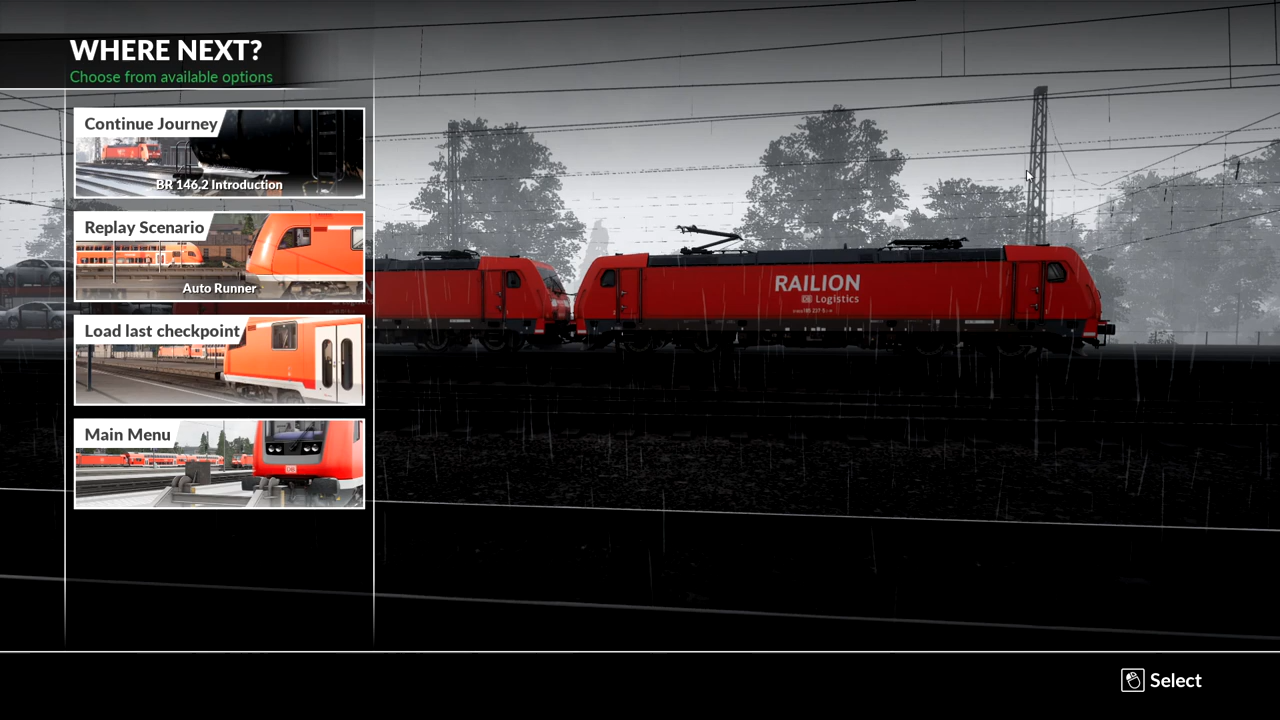 WHERE NEXT?
Choose from available options
Continue Journey
BR 146.2 Introduction
Replay Scenario
Auto Runner
Load last checkpoint
Main Menu
RAILION
DB Logistics
Select